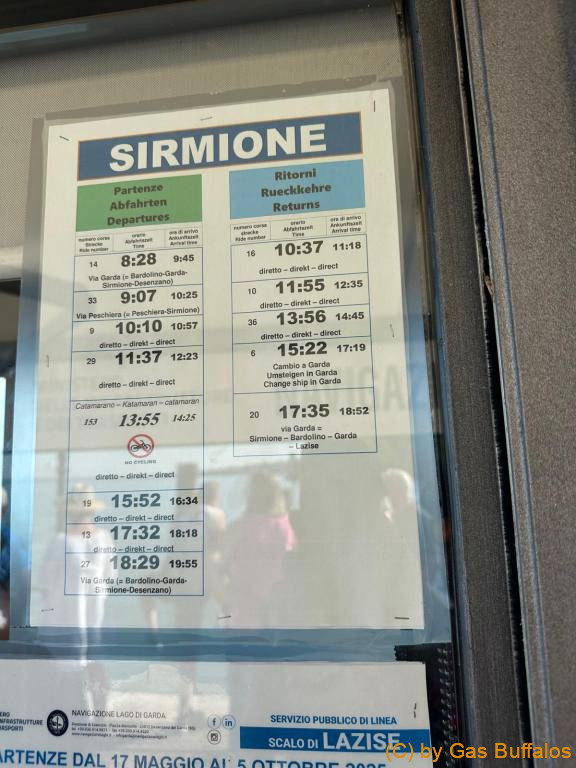 SIRMIONE
Partenze
Abfahrten
Departures
numero corsa
Strecke
Ride number
orario
Abfahrtszeit
Time
ora di arrivo
Ankunftszeit
Arrival time
14 8:28 9:45
Via Garda (= Bardolino-Garda-
Sirmione-Desenzano)
33 9:07 10:25
Via Peschiera (= Peschiera-Sirmione)
9 10:10 10:57
diretto – direkt – direct
29 11:37 12:23
diretto – direkt – direct
Catamarano – Katamaran – catamaran
153 13:55 14:25
NO CYCLING
diretto – direkt – direct
19 15:52 16:34
diretto – direkt – direct
13 17:32 18:18
diretto – direkt – direct
27 18:29 19:55
Via Garda (= Bardolino-Garda-
Sirmione-Desenzano)
Ritorni
Rueckkehre
Returns
numero corsa
strecke
Ride number
orario
Abfahrtszeit
Time
ora di arrivo
Ankunftszeit
Arrival time
16 10:37 11:18
diretto – direkt – direct
10 11:55 12:35
diretto – direkt – direct
36 13:56 14:45
diretto – direkt – direct
6 15:22 17:19
Cambio a Garda
Umsteigen in Garda
Change ship in Garda
20 17:35 18:52
via Garda =
Sirmione – Bardolino – Garda
– Lazise
NAVIGAZIONE LAGO DI GARDA
SERVIZIO PUBBLICO DI LINEA
SCALO DI LAZISE
ARTENZE DAL 17 MAGGIO AL 5 OTTOBRE 2025
(C) by Gas Buffalos